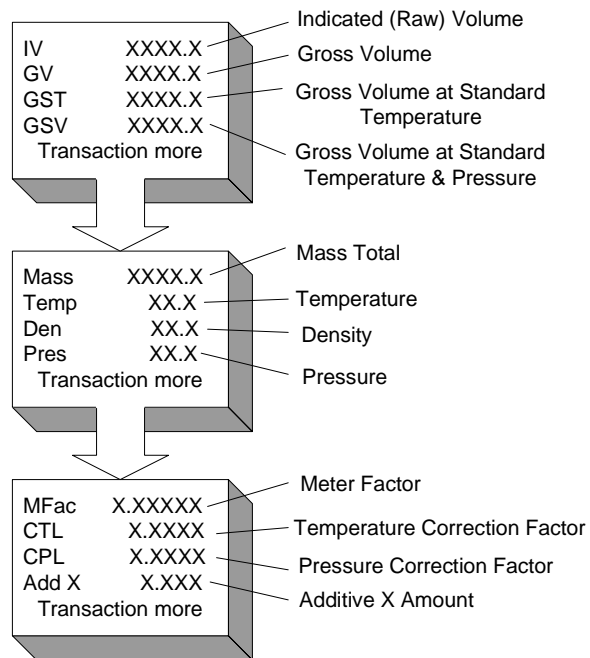 Indicated (Raw) Volume
IV XXXX.X
Gross Volume
GV XXXX.X
GST XXXX.X
Gross Volume at Standard
Temperature
GSV XXXX.X
Transaction more
Gross Volume at Standard
Temperature & Pressure
Mass Total
Mass XXXX.X
Temp XX.X
Temperature
Den XX.X
Density
Pres XX.X
Pressure
Transaction more
Meter Factor
MFac X.XXXXX
CTL X.XXXX
Temperature Correction Factor
CPL X.XXXX
Pressure Correction Factor
Add X X.XXX
Additive X Amount
Transaction more